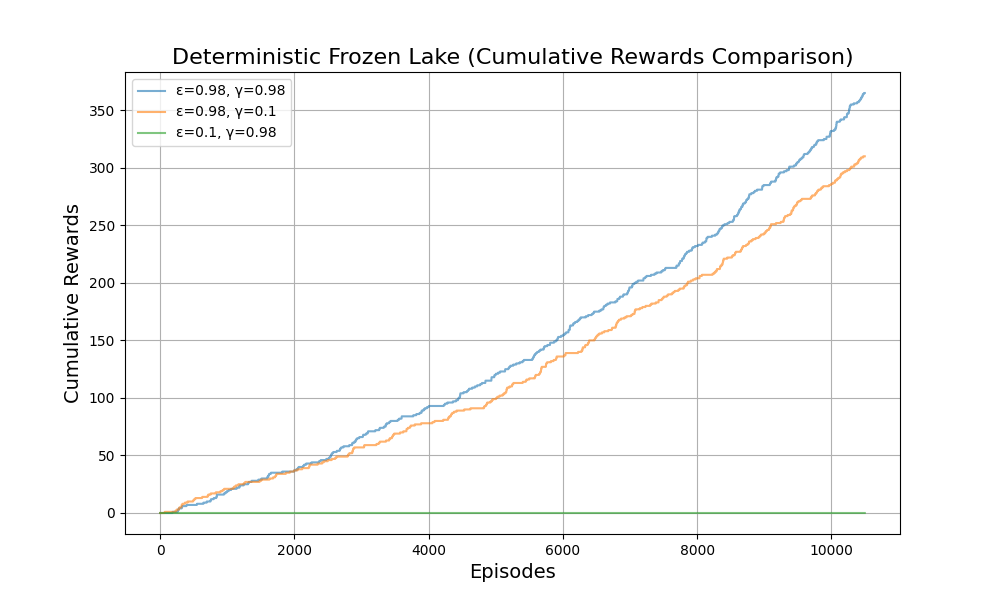 Deterministic Frozen Lake (Cumulative Rewards Comparison)
ε=0.98, γ=0.98
ε=0.98, γ=0.1
ε=0.1, γ=0.98
Cumulative Rewards
350
300
250
200
150
100
50
0
0 2000 4000 6000 8000 10000
Episodes